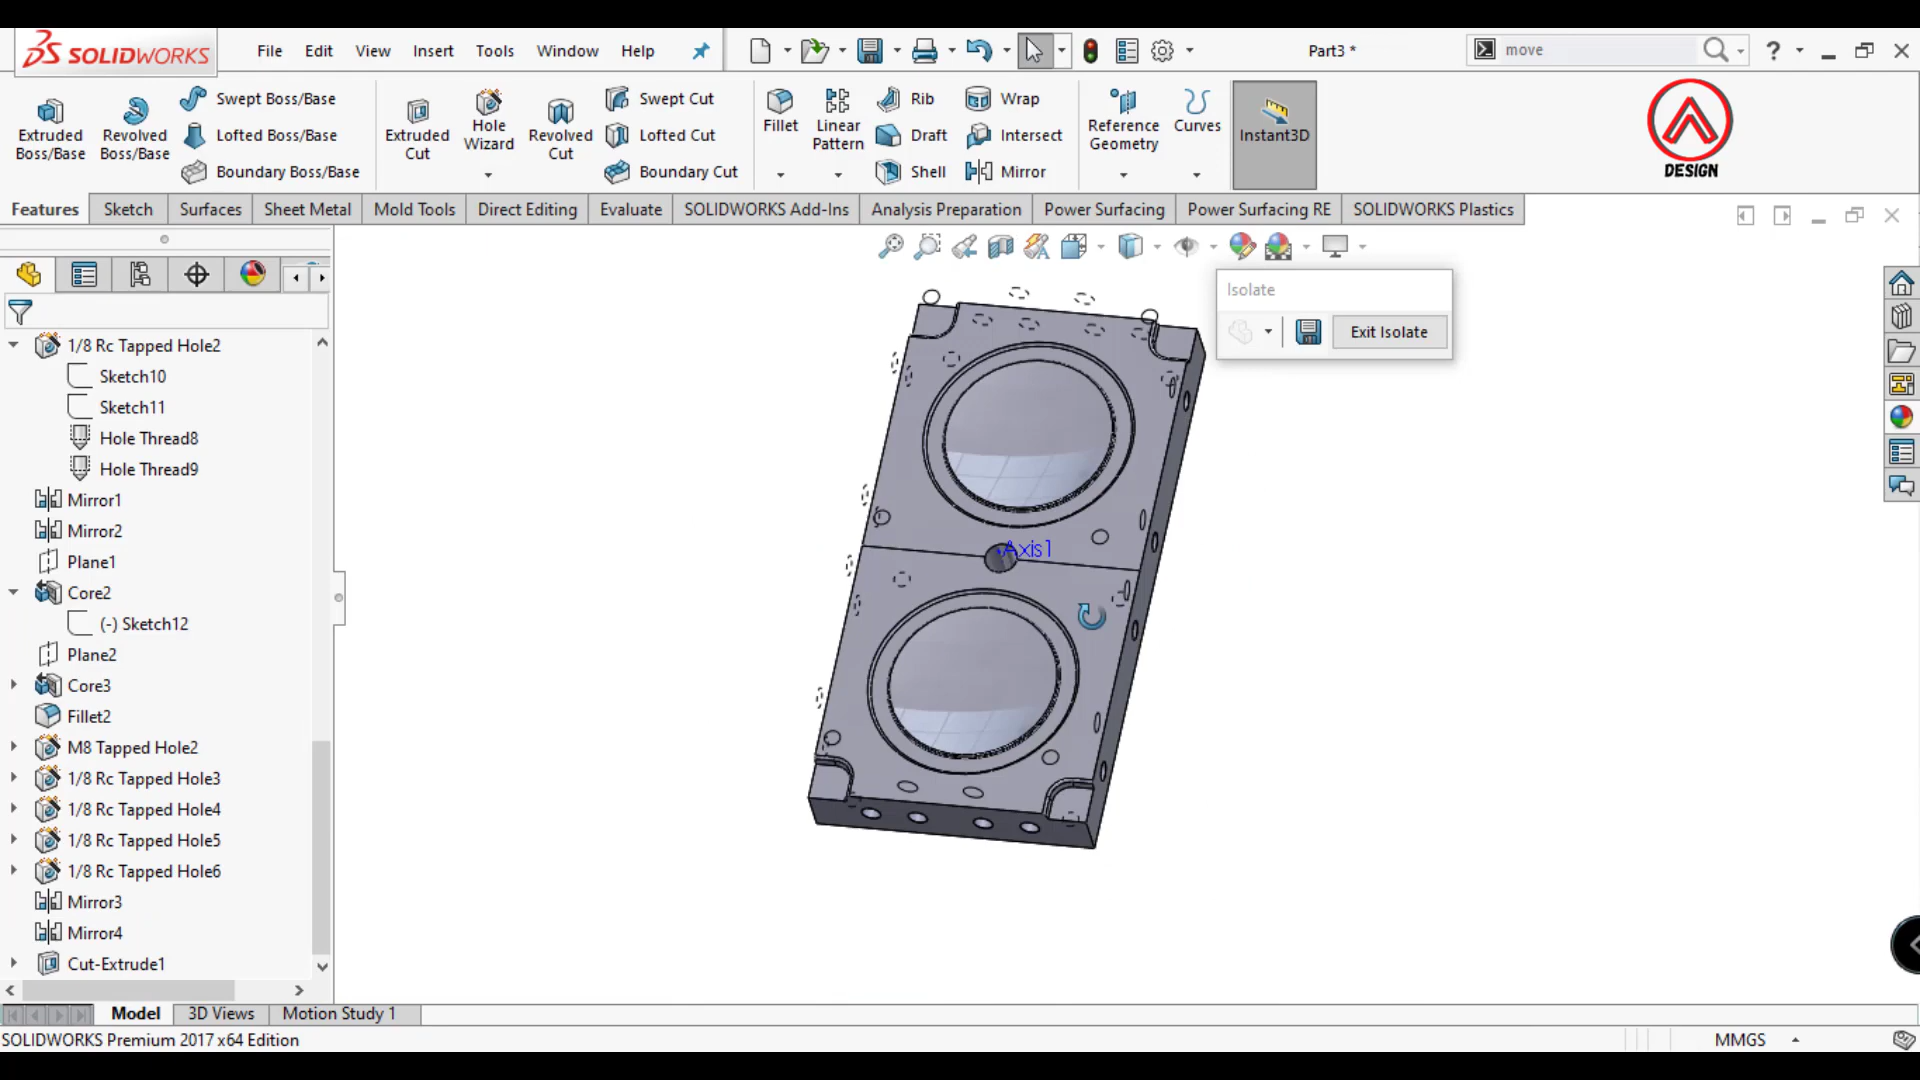 SOLIDWORKS
File Edit View Insert Tools Window Help
Part3 *
move
?
Extruded Boss/Base
Revolved Boss/Base
Swept Boss/Base
Lofted Boss/Base
Boundary Boss/Base
Extruded Cut
Hole Wizard
Revolved Cut
Swept Cut
Lofted Cut
Boundary Cut
Fillet
Linear Pattern
Rib
Draft
Shell
Wrap
Intersect
Mirror
Reference Geometry
Curves
Instant3D
DESIGN
Features Sketch Surfaces Sheet Metal Mold Tools Direct Editing Evaluate SOLIDWORKS Add-Ins Analysis Preparation Power Surfacing Power Surfacing RE SOLIDWORKS Plastics
Isolate
Exit Isolate
1/8 Rc Tapped Hole2
Sketch10
Sketch11
Hole Thread8
Hole Thread9
Mirror1
Mirror2
Plane1
Core2
(-) Sketch12
Plane2
Core3
Fillet2
M8 Tapped Hole2
1/8 Rc Tapped Hole3
1/8 Rc Tapped Hole4
1/8 Rc Tapped Hole5
1/8 Rc Tapped Hole6
Mirror3
Mirror4
Cut-Extrude1
Axis1
Model 3D Views Motion Study 1
SOLIDWORKS Premium 2017 x64 Edition
MMGS